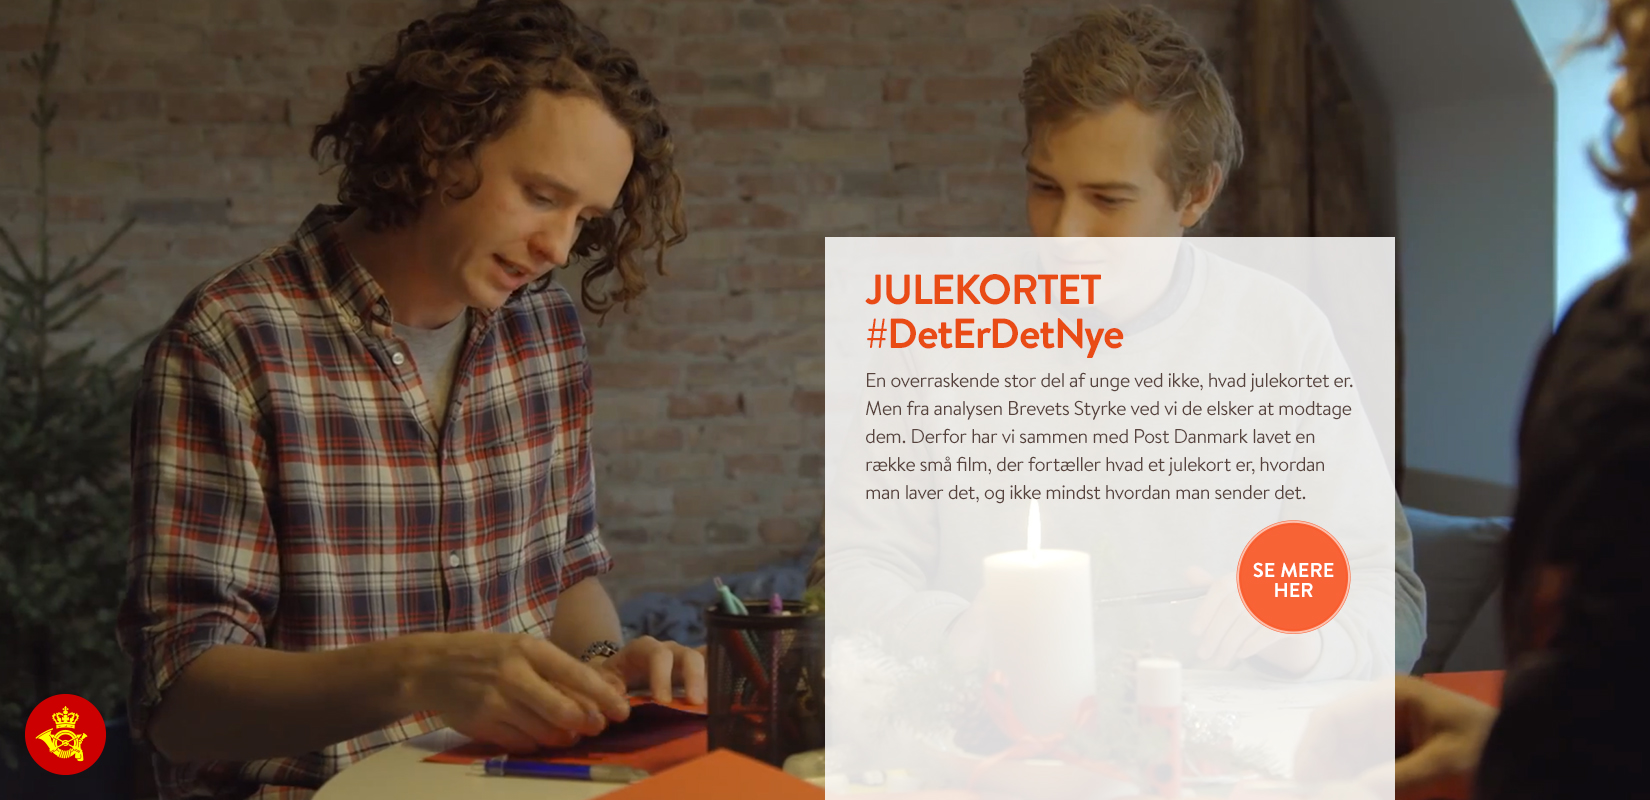 JULEKORTET
#DetErDetNye
En overraskende stor del af unge ved ikke, hvad julekortet er.
Men fra analysen Brevets Styrke ved vi de elsker at modtage
dem. Derfor har vi sammen med Post Danmark lavet en
række små film, der fortæller hvad et julekort er, hvordan
man laver det, og ikke mindst hvordan man sender det.
SE MERE
HER